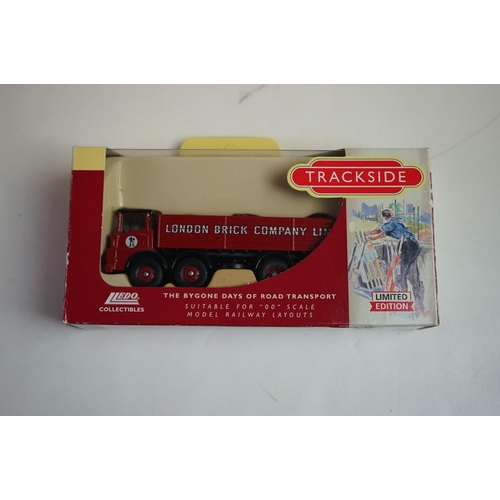 TRACKSIDE
LONDON BRICK COMPANY LI
LLEDO
COLLECTIBLES
THE BYGONE DAYS OF ROAD TRANSPORT
SUITABLE FOR "00" SCALE
MODEL RAILWAY LAYOUTS
LIMITED
EDITION